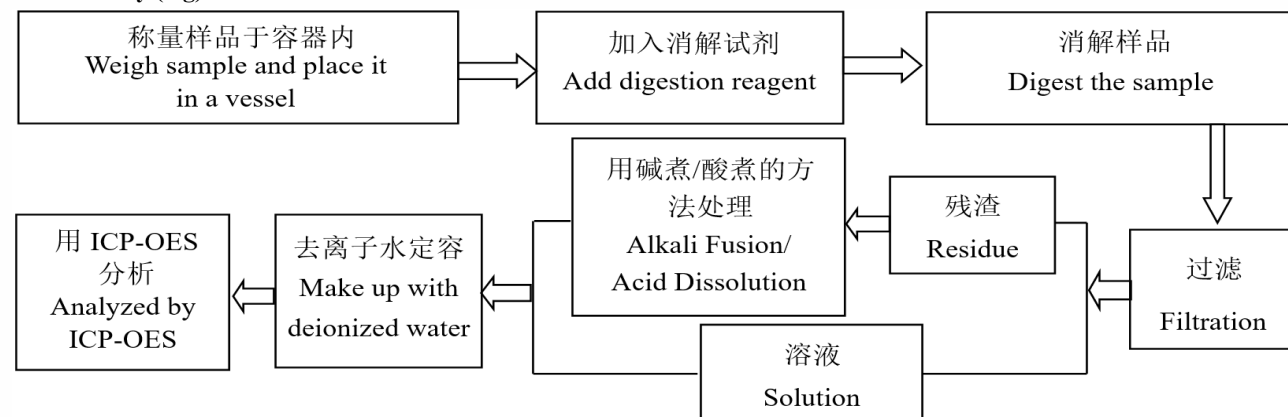 称量样品于容器内
Weigh sample and place it
in a vessel
加入消解试剂
Add digestion reagent
消解样品
Digest the sample
过滤
Filtration
残渣
Residue
用碱煮/酸煮的方
法处理
Alkali Fusion/
Acid Dissolution
溶液
Solution
去离子水定容
Make up with
deionized water
用 ICP-OES
分析
Analyzed by
ICP-OES